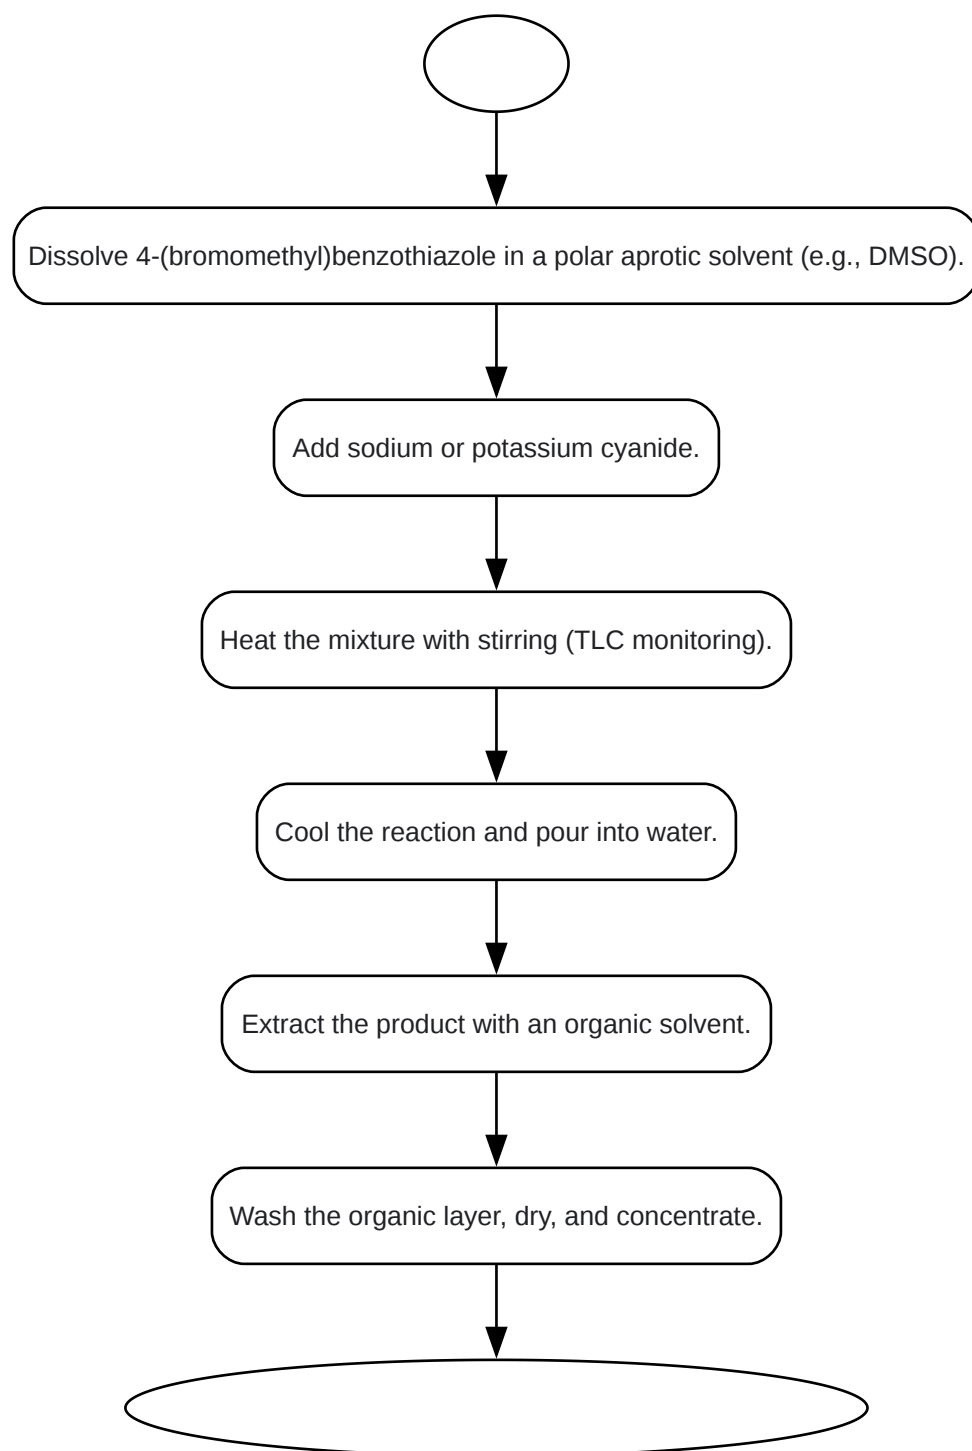 Dissolve 4-(bromomethyl)benzothiazole in a polar aprotic solvent (e.g., DMSO).
Add sodium or potassium cyanide.
Heat the mixture with stirring (TLC monitoring).
Cool the reaction and pour into water.
Extract the product with an organic solvent.
Wash the organic layer, dry, and concentrate.